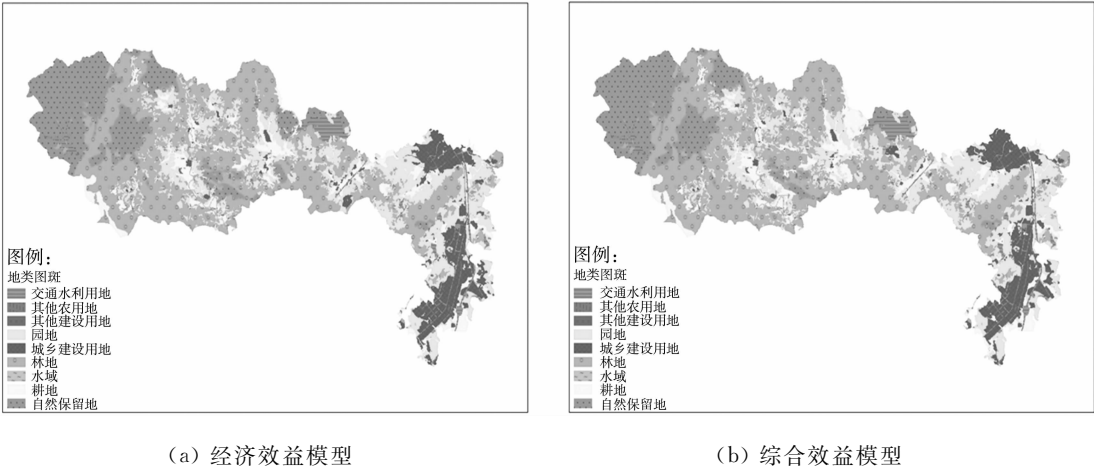 图例：
地类图斑
交通水利用地
其他农用地
其他建设用地
园地
城乡建设用地
林地
水域
耕地
自然保留地
(a) 经济效益模型
图例：
地类图斑
交通水利用地
其他农用地
其他建设用地
园地
城乡建设用地
林地
水域
耕地
自然保留地
(b) 综合效益模型